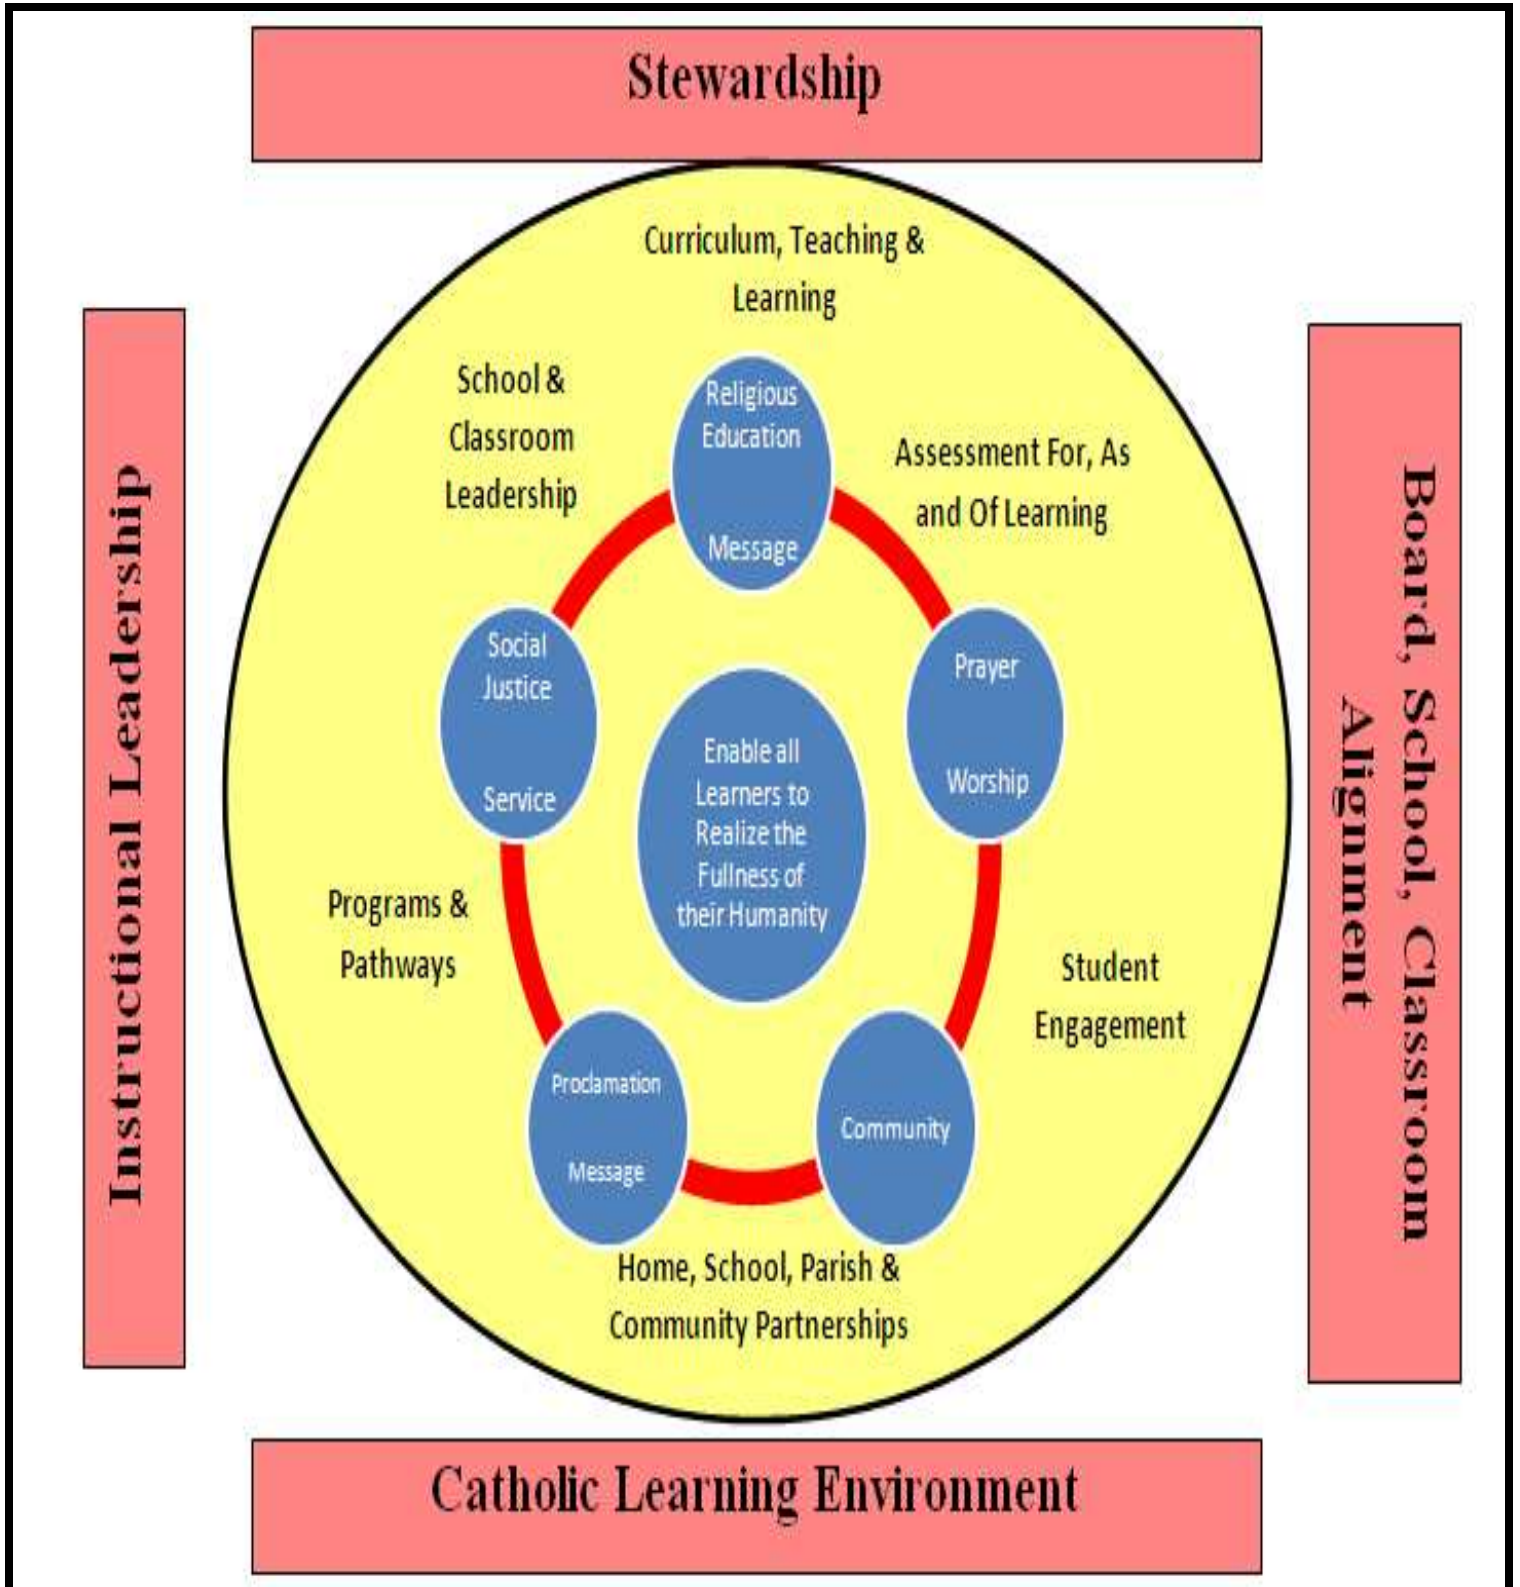 Stewardship
Curriculum, Teaching &
Learning
School &
Classroom
Leadership
Religious
Education
Message
Assessment For, As
and Of Learning
Instructional Leadership
Board, School, Classroom
Alignment
Social
Justice
Service
Prayer
Worship
Enable all
Learners to
Realize the
Fullness of
their Humanity
Programs &
Pathways
Student
Engagement
Proclamation
Message
Community
Home, School, Parish &
Community Partnerships
Catholic Learning Environment